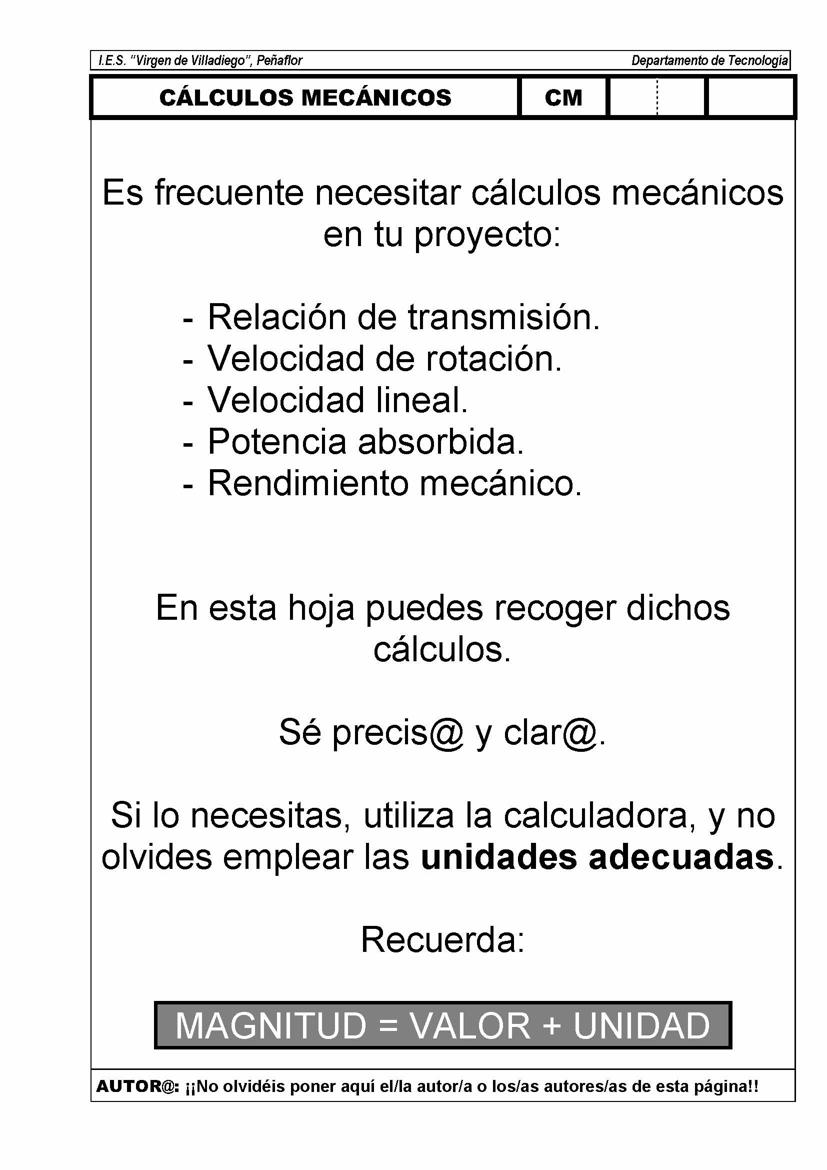 I.E.S. "Virgen de Villadiego", Peñaflor Departamento de Tecnología
CÁLCULOS MECÁNICOS CM
Es frecuente necesitar cálculos mecánicos
en tu proyecto:
- Relación de transmisión.
- Velocidad de rotación.
- Velocidad lineal.
- Potencia absorbida.
- Rendimiento mecánico.
En esta hoja puedes recoger dichos
cálculos.
Sé precis@ y clar@.
Si lo necesitas, utiliza la calculadora, y no
olvides emplear las unidades adecuadas.
Recuerda:
MAGNITUD = VALOR + UNIDAD
AUTOR@: ¡¡No olvidéis poner aquí el/la autor/a o los/as autores/as de esta página!!